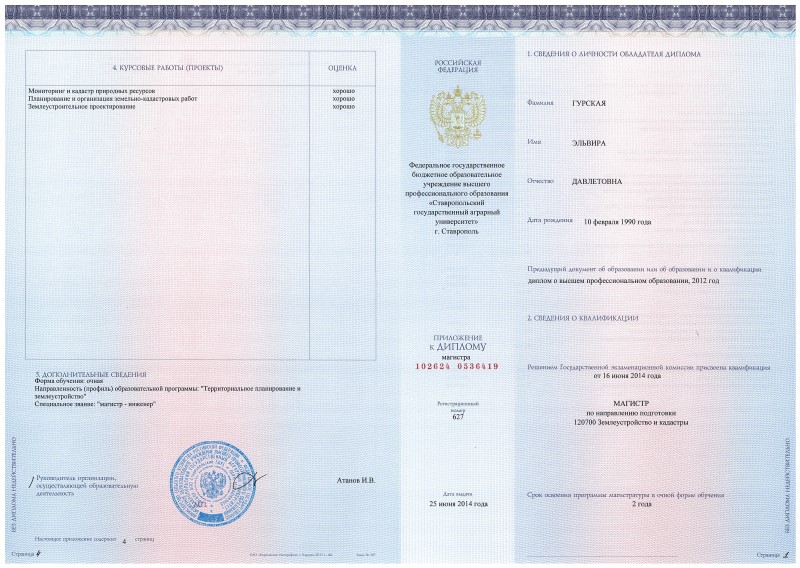 4. КУРСОВЫЕ РАБОТЫ (ПРОЕКТЫ)
ОЦЕНКА
Мониторинг и кадастр природных ресурсов
хорошо
Планирование и организация земельно-кадастровых работ
хорошо
Землеустроительное проектирование
хорошо
5. ДОПОЛНИТЕЛЬНЫЕ СВЕДЕНИЯ
Форма обучения: очная
Направленность (профиль) образовательной программы: "Территориальное планирование и
землеустройство"
Специальное звание: "магистр - инженер"
Руководитель организации,
осуществляющей образовательную
деятельность
Атанов И.В.
Настоящее приложение содержит 4 страниц
Страница 4
БЕЗ ДИПЛОМА НЕДЕЙСТВИТЕЛЬНО
РОССИЙСКАЯ
ФЕДЕРАЦИЯ
Федеральное государственное
бюджетное образовательное
учреждение высшего
профессионального образования
«Ставропольский
государственный аграрный
университет»
г. Ставрополь
ПРИЛОЖЕНИЕ
к ДИПЛОМУ
магистра
102624 0536419
Регистрационный
номер
627
Дата выдачи
25 июня 2014 года
1. СВЕДЕНИЯ О ЛИЧНОСТИ ОБЛАДАТЕЛЯ ДИПЛОМА
Фамилия ГУРСКАЯ
Имя ЭЛЬВИРА
Отчество ДАВЛЕТОВНА
Дата рождения 10 февраля 1990 года
Предыдущий документ об образовании или об образовании и о квалификации
диплом о высшем профессиональном образовании, 2012 год
2. СВЕДЕНИЯ О КВАЛИФИКАЦИИ
Решением Государственной экзаменационной комиссии присвоена квалификация
от 16 июня 2014 года
МАГИСТР
по направлению подготовки
120700 Землеустройство и кадастры
Срок освоения программы магистратуры в очной форме обучения
2 года
Страница 1
БЕЗ ДИПЛОМА НЕДЕЙСТВИТЕЛЬНО